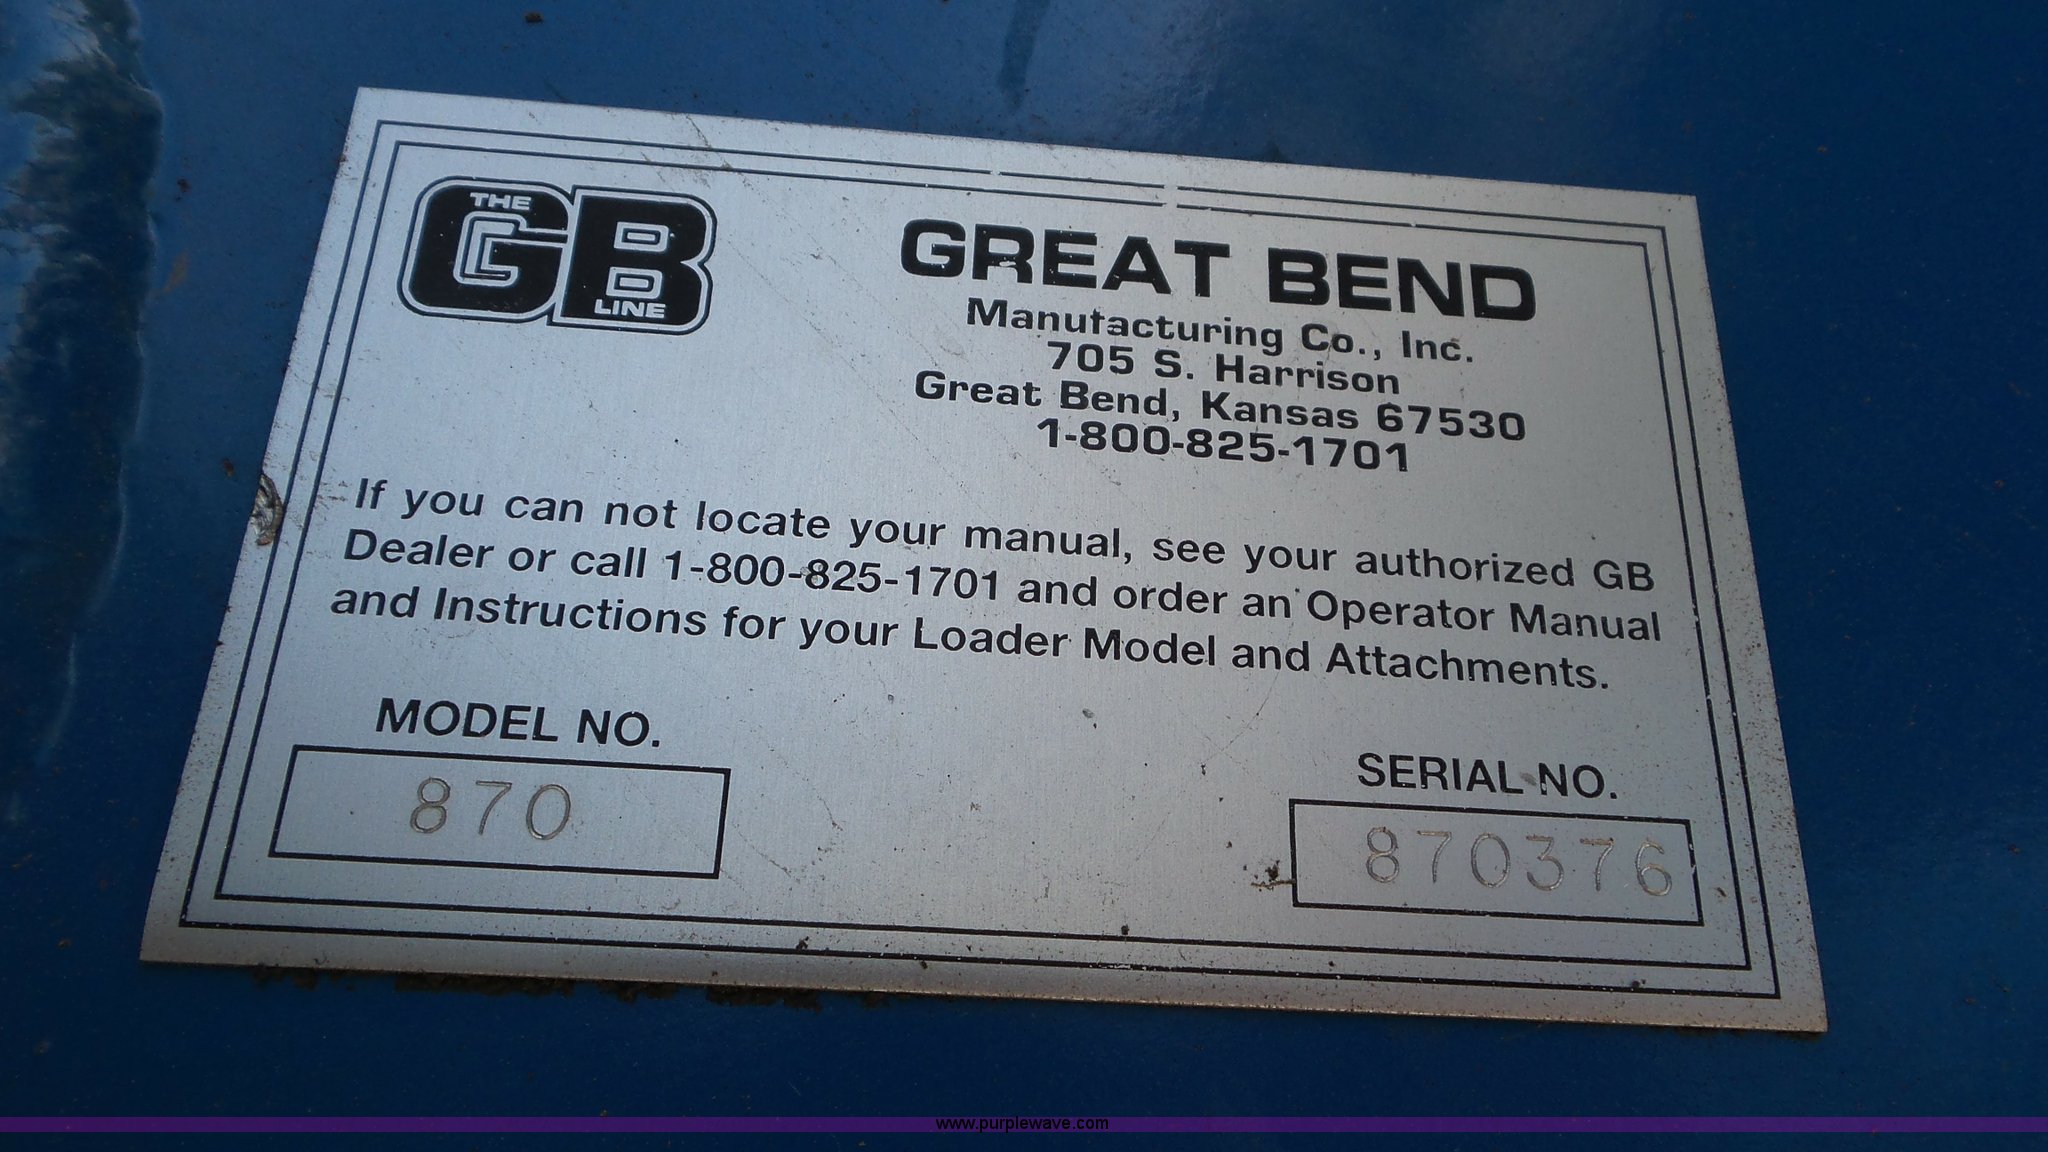 THE
GB
LINE
GREAT BEND
Manufacturing Co., Inc.
705 S. Harrison
Great Bend, Kansas 67530
1-800-825-1701
If you can not locate your manual, see your authorized GB
Dealer or call 1-800-825-1701 and order an Operator Manual
and Instructions for your Loader Model and Attachments.
MODEL NO.
870
SERIAL NO.
870376
www.purplewave.com